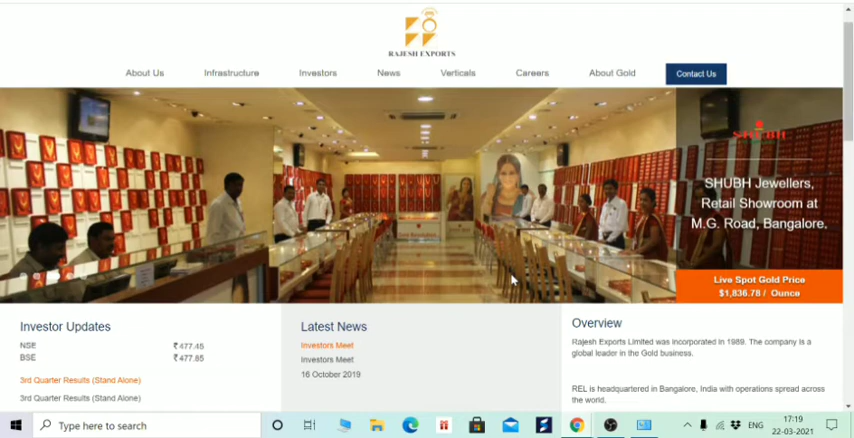 RAJESH EXPORTS
About Us Infrastructure Investors News Verticals Careers About Gold Contact Us
SHUBH
SHUBH Jewellers,
Retail Showroom at
M.G. Road, Bangalore.
Live Spot Gold Price
$1,836.78 / Ounce
Investor Updates
NSE ₹477.45
BSE ₹477.85
3rd Quarter Results (Stand Alone)
3rd Quarter Results (Stand Alone)
Latest News
Investors Meet
Investors Meet
16 October 2019
Overview
Rajesh Exports Limited was incorporated in 1989. The company is a
global leader in the Gold business.
REL is headquartered in Bangalore, India with operations spread across
the world.
Type here to search
ENG
17:19
22-03-2021